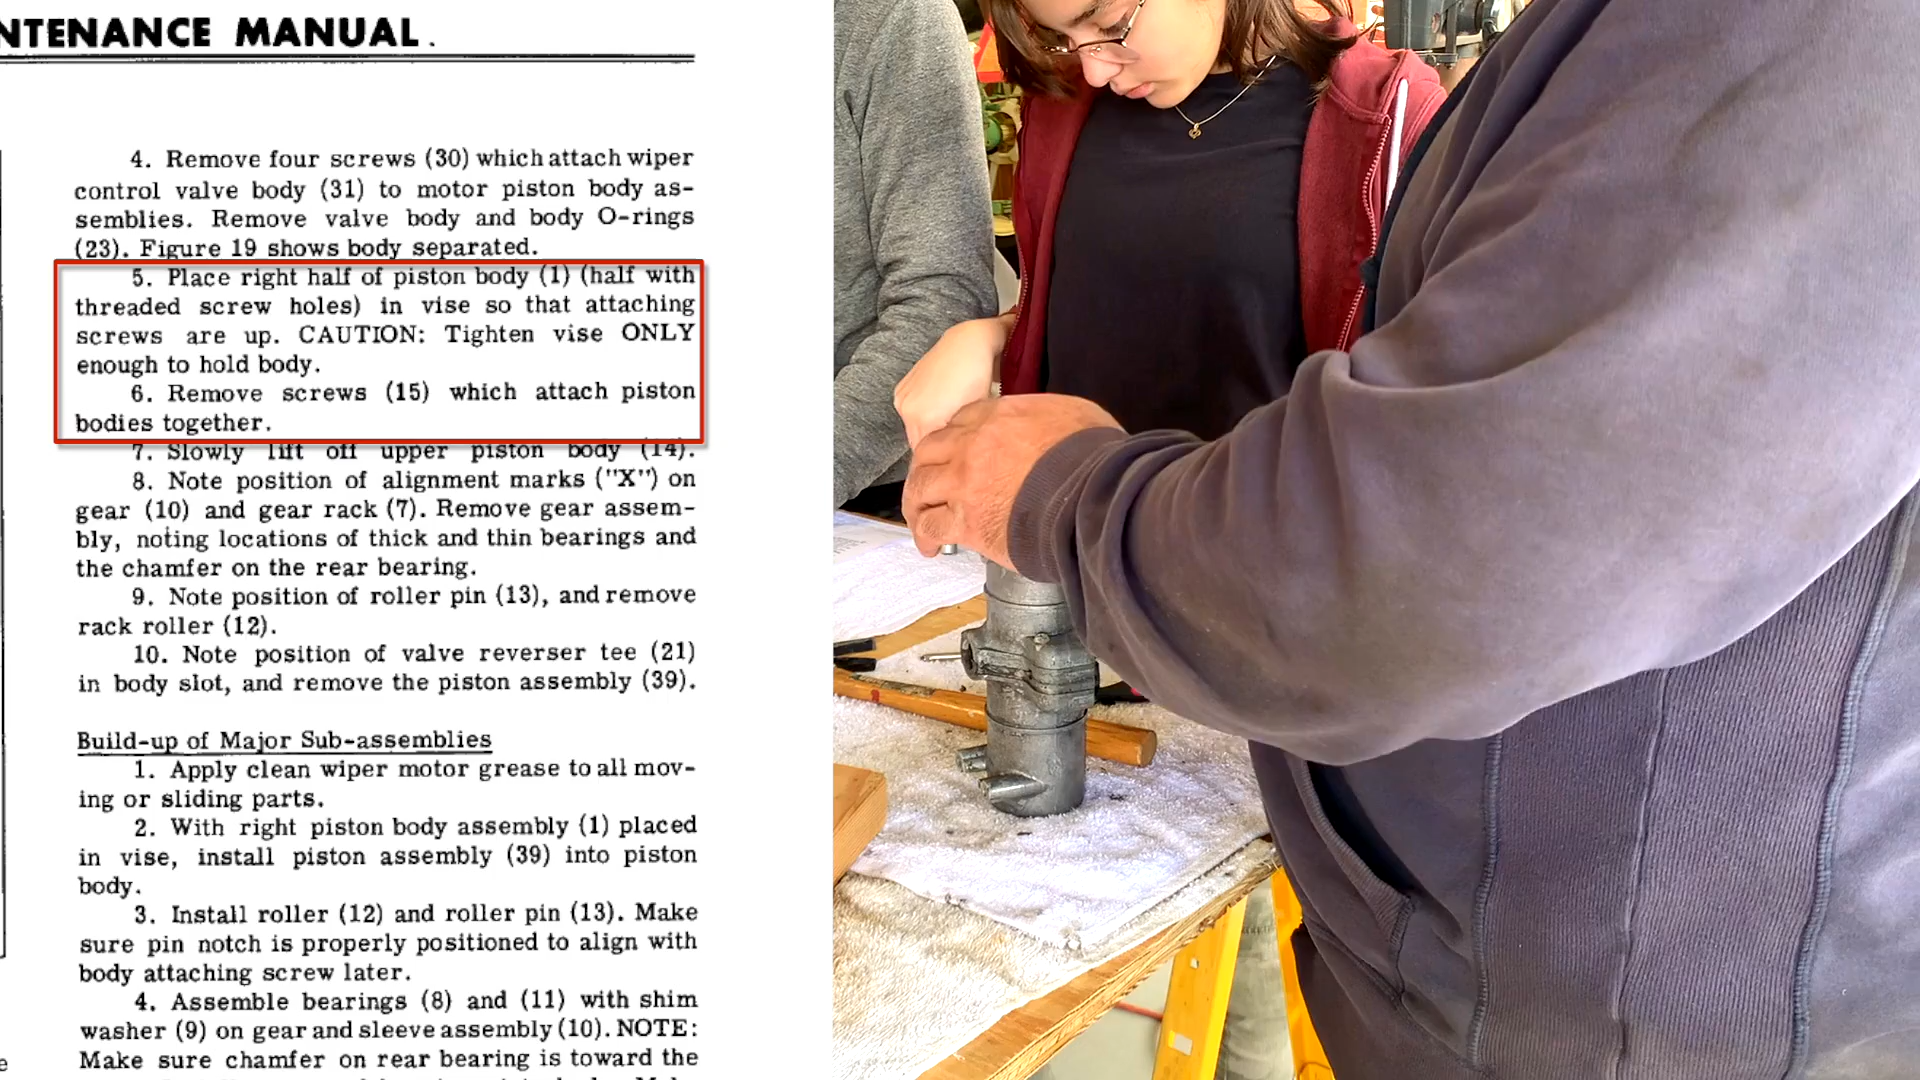 NTENANCE MANUAL.
4. Remove four screws (30) which attach wiper
control valve body (31) to motor piston body as-
semblies. Remove valve body and body O-rings
(23). Figure 19 shows body separated.
5. Place right half of piston body (1) (half with
threaded screw holes) in vise so that attaching
screws are up. CAUTION: Tighten vise ONLY
enough to hold body.
6. Remove screws (15) which attach piston
bodies together.
7. Slowly lift off upper piston body (14).
8. Note position of alignment marks ("X") on
gear (10) and gear rack (7). Remove gear assem-
bly, noting locations of thick and thin bearings and
the chamfer on the rear bearing.
9. Note position of roller pin (13), and remove
rack roller (12).
10. Note position of valve reverser tee (21)
in body slot, and remove the piston assembly (39).
Build-up of Major Sub-assemblies
1. Apply clean wiper motor grease to all mov-
ing or sliding parts.
2. With right piston body assembly (1) placed
in vise, install piston assembly (39) into piston
body.
3. Install roller (12) and roller pin (13). Make
sure pin notch is properly positioned to align with
body attaching screw later.
4. Assemble bearings (8) and (11) with shim
washer (9) on gear and sleeve assembly (10). NOTE:
Make sure chamfer on rear bearing is toward the